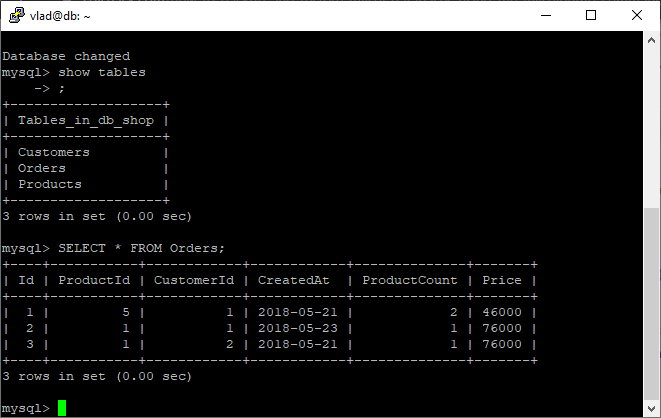 vlad@db: ~
Database changed
mysql> show tables
    -> ;
+-------------------+
| Tables_in_db_shop |
+-------------------+
| Customers         |
| Orders            |
| Products          |
+-------------------+
3 rows in set (0.00 sec)

mysql> SELECT * FROM Orders;
+----+-----------+------------+------------+--------------+-------+
| Id | ProductId | CustomerId | CreatedAt  | ProductCount | Price |
+----+-----------+------------+------------+--------------+-------+
|  1 |         5 |          1 | 2018-05-21 |            2 | 46000 |
|  2 |         1 |          1 | 2018-05-23 |            1 | 76000 |
|  3 |         1 |          2 | 2018-05-21 |            1 | 76000 |
+----+-----------+------------+------------+--------------+-------+
3 rows in set (0.00 sec)

mysql>